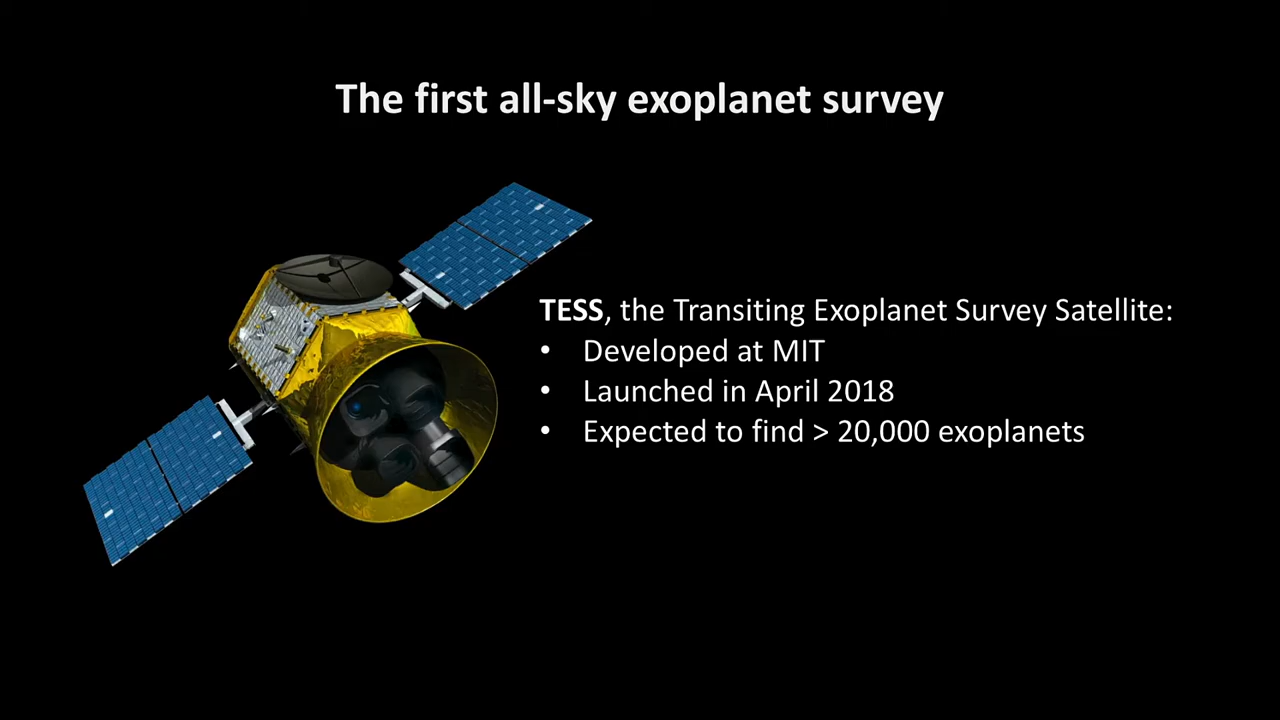 The first all-sky exoplanet survey
TESS, the Transiting Exoplanet Survey Satellite:
• Developed at MIT
• Launched in April 2018
• Expected to find > 20,000 exoplanets